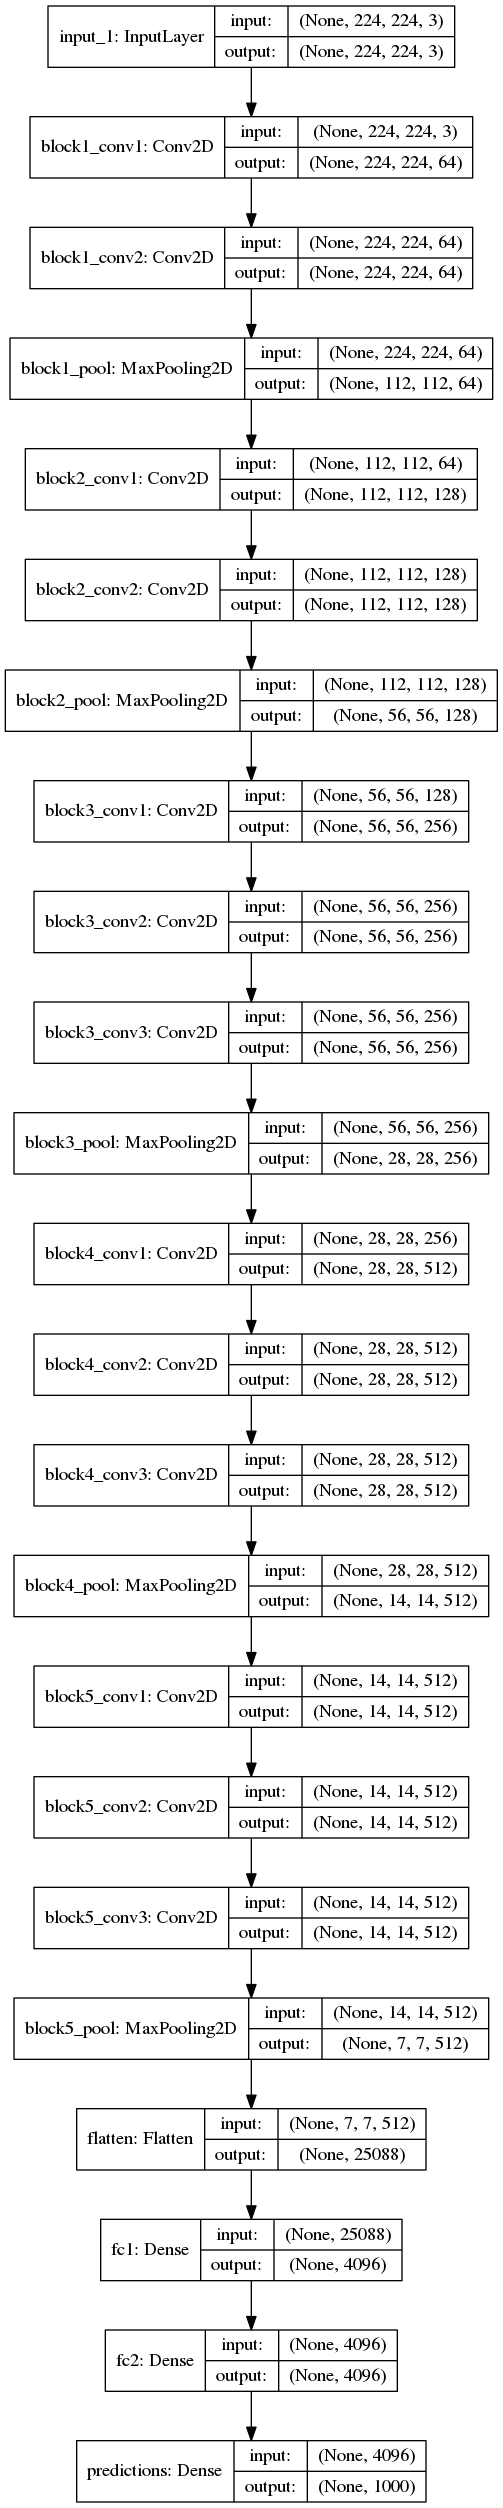 input_1: InputLayer
input: (None, 224, 224, 3)
output: (None, 224, 224, 3)
block1_conv1: Conv2D
input: (None, 224, 224, 3)
output: (None, 224, 224, 64)
block1_conv2: Conv2D
input: (None, 224, 224, 64)
output: (None, 224, 224, 64)
block1_pool: MaxPooling2D
input: (None, 224, 224, 64)
output: (None, 112, 112, 64)
block2_conv1: Conv2D
input: (None, 112, 112, 64)
output: (None, 112, 112, 128)
block2_conv2: Conv2D
input: (None, 112, 112, 128)
output: (None, 112, 112, 128)
block2_pool: MaxPooling2D
input: (None, 112, 112, 128)
output: (None, 56, 56, 128)
block3_conv1: Conv2D
input: (None, 56, 56, 128)
output: (None, 56, 56, 256)
block3_conv2: Conv2D
input: (None, 56, 56, 256)
output: (None, 56, 56, 256)
block3_conv3: Conv2D
input: (None, 56, 56, 256)
output: (None, 56, 56, 256)
block3_pool: MaxPooling2D
input: (None, 56, 56, 256)
output: (None, 28, 28, 256)
block4_conv1: Conv2D
input: (None, 28, 28, 256)
output: (None, 28, 28, 512)
block4_conv2: Conv2D
input: (None, 28, 28, 512)
output: (None, 28, 28, 512)
block4_conv3: Conv2D
input: (None, 28, 28, 512)
output: (None, 28, 28, 512)
block4_pool: MaxPooling2D
input: (None, 28, 28, 512)
output: (None, 14, 14, 512)
block5_conv1: Conv2D
input: (None, 14, 14, 512)
output: (None, 14, 14, 512)
block5_conv2: Conv2D
input: (None, 14, 14, 512)
output: (None, 14, 14, 512)
block5_conv3: Conv2D
input: (None, 14, 14, 512)
output: (None, 14, 14, 512)
block5_pool: MaxPooling2D
input: (None, 14, 14, 512)
output: (None, 7, 7, 512)
flatten: Flatten
input: (None, 7, 7, 512)
output: (None, 25088)
fc1: Dense
input: (None, 25088)
output: (None, 4096)
fc2: Dense
input: (None, 4096)
output: (None, 4096)
predictions: Dense
input: (None, 4096)
output: (None, 1000)